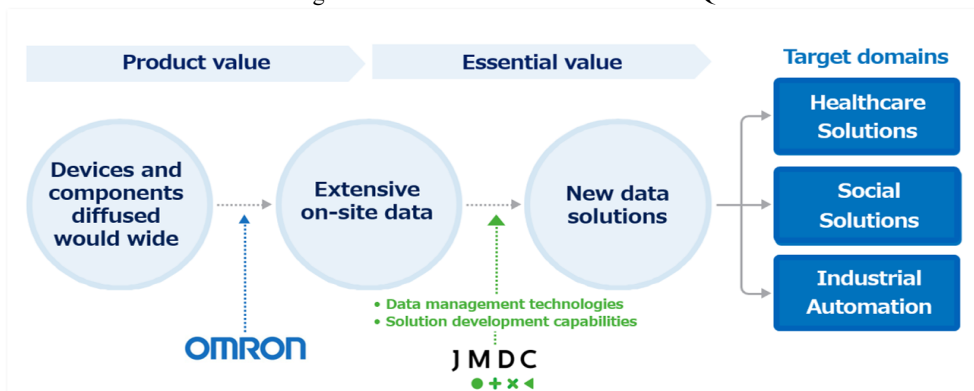 Product value
Essential value
Target domains
Devices and
components
diffused
would wide
Extensive
on-site data
New data
solutions
Healthcare
Solutions
Social
Solutions
Industrial
Automation
• Data management technologies
• Solution development capabilities
OMRON
JMDC